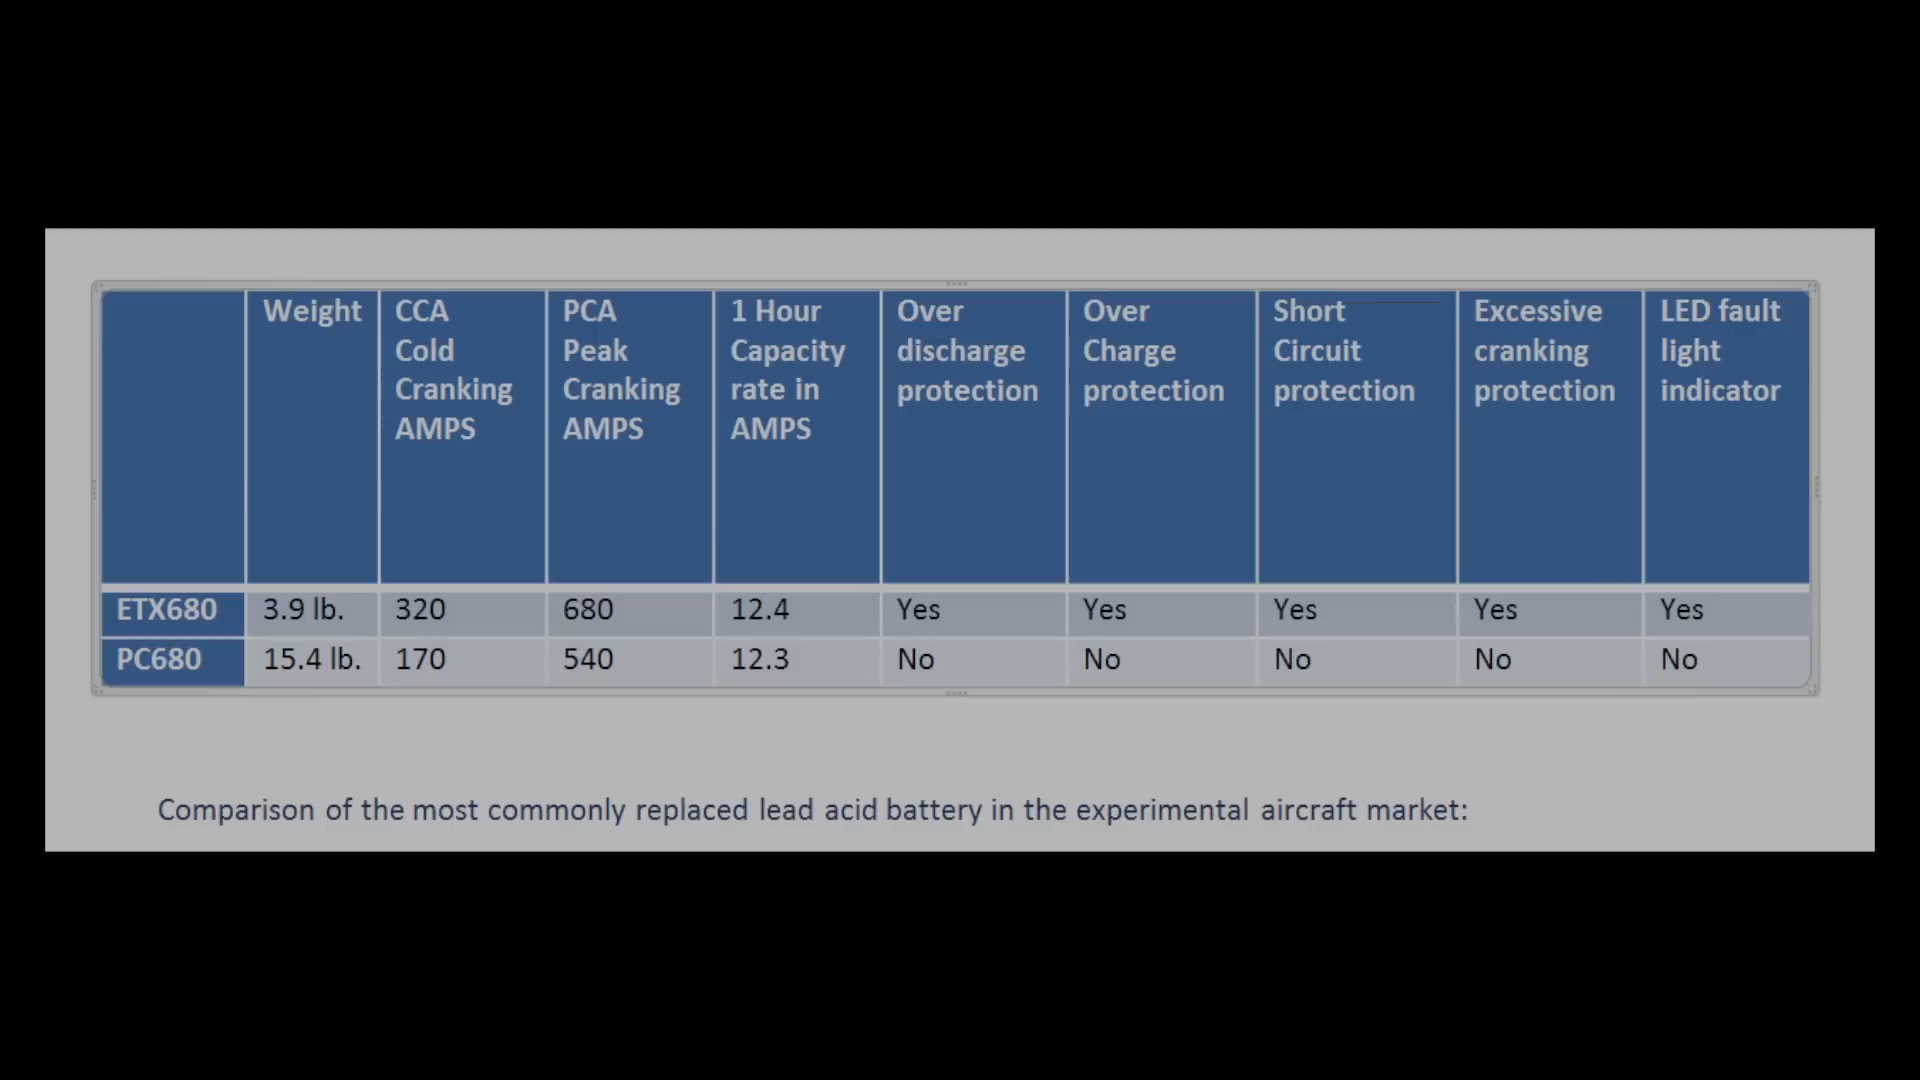 Weight
CCA
Cold
Cranking
AMPS
PCA
Peak
Cranking
AMPS
1 Hour
Capacity
rate in
AMPS
Over
discharge
protection
Over
Charge
protection
Short
Circuit
protection
Excessive
cranking
protection
LED fault
light
indicator
ETX680 3.9 lb. 320 680 12.4 Yes Yes Yes Yes Yes
PC680 15.4 lb. 170 540 12.3 No No No No No
Comparison of the most commonly replaced lead acid battery in the experimental aircraft market: